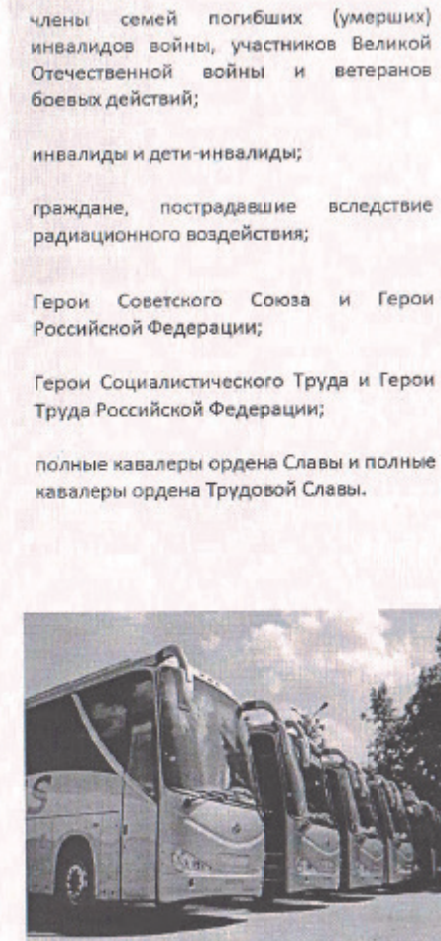 члены семей погибших (умерших)
инвалидов войны, участников Великой
Отечественной войны и ветеранов
боевых действий;
инвалиды и дети-инвалиды;
граждане, пострадавшие вследствие
радиационного воздействия;
Герои Советского Союза и Герои
Российской Федерации;
Герои Социалистического Труда и Герои
Труда Российской Федерации;
полные кавалеры ордена Славы и полные
кавалеры ордена Трудовой Славы.
S